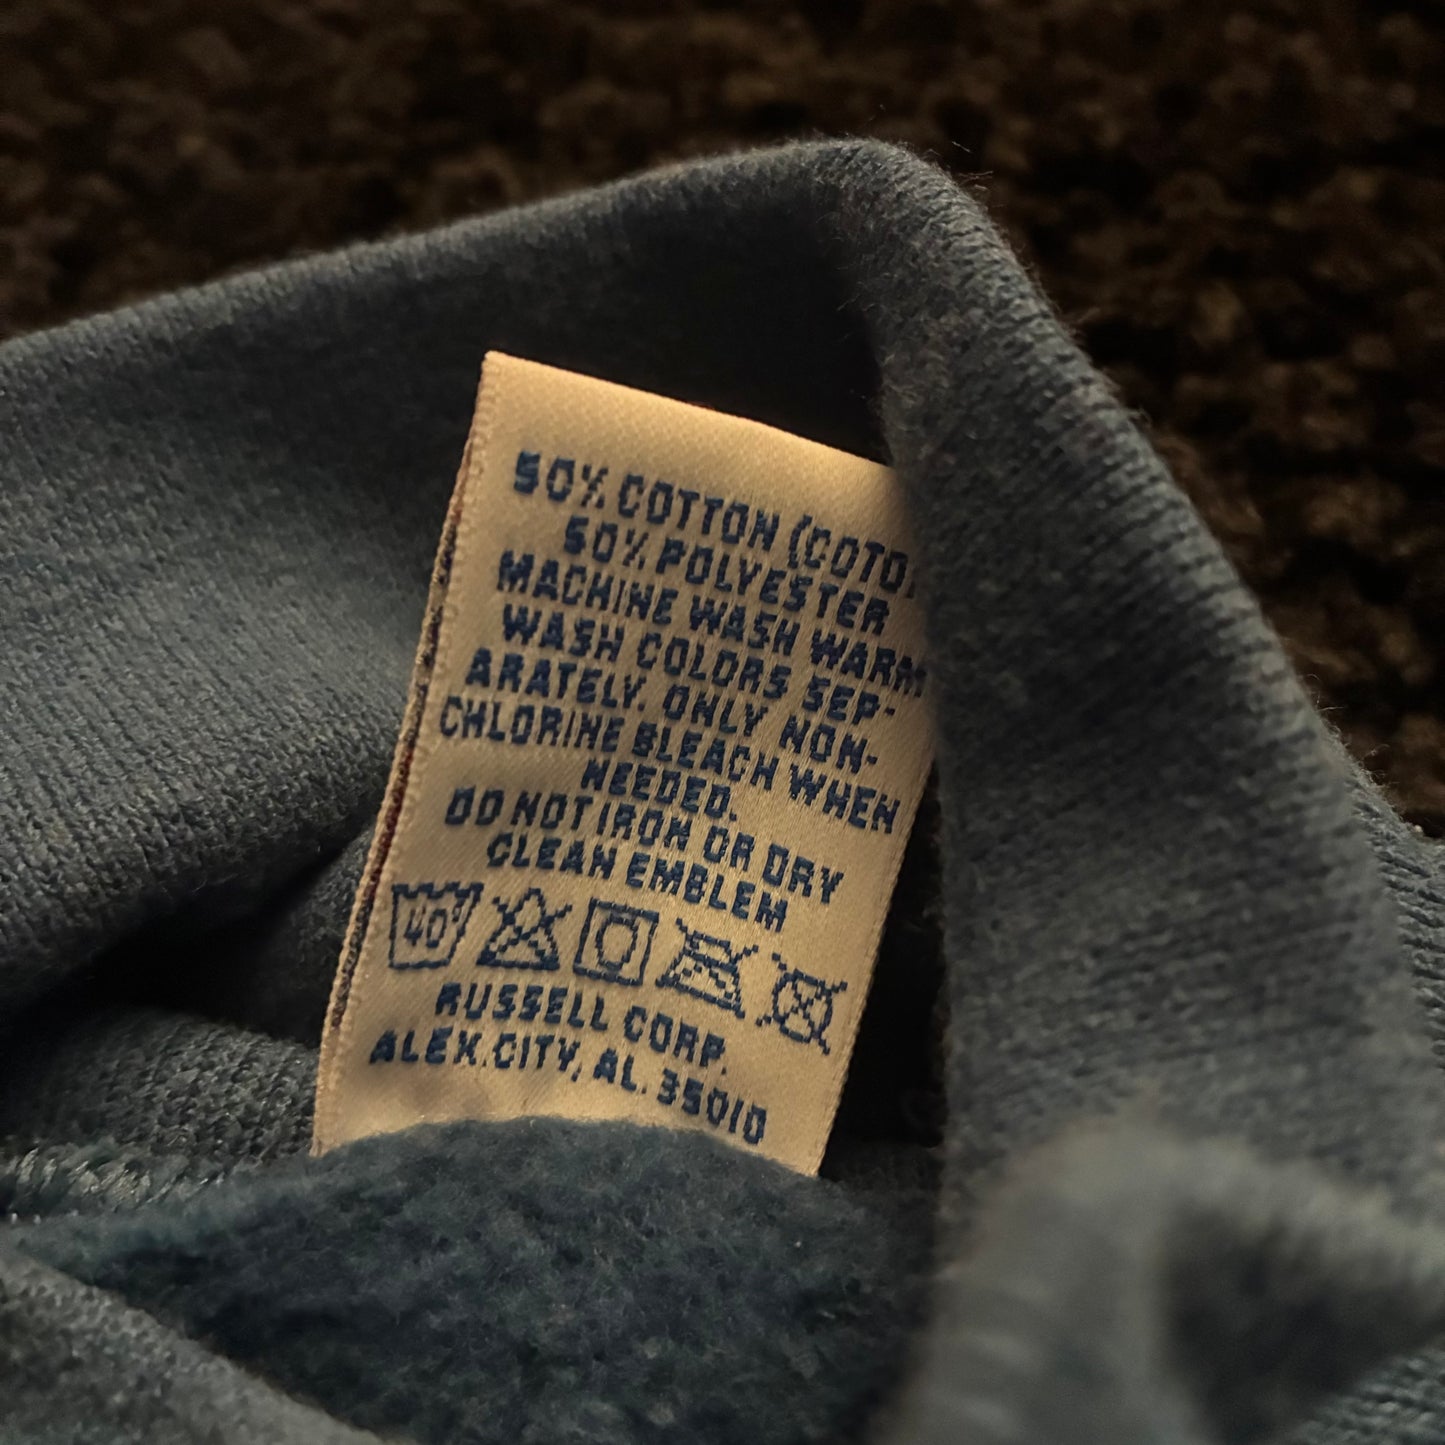 50% COTTON (COTO
50% POLYESTER
MACHINE WASH WARM
WASH COLORS SEP-
ARATELY. ONLY NON-
CHLORINE BLEACH WHEN
NEEDED.
DO NOT IRON OR DRY
CLEAN EMBLEM
40°
RUSSELL CORP.
ALEX.CITY, AL. 35010